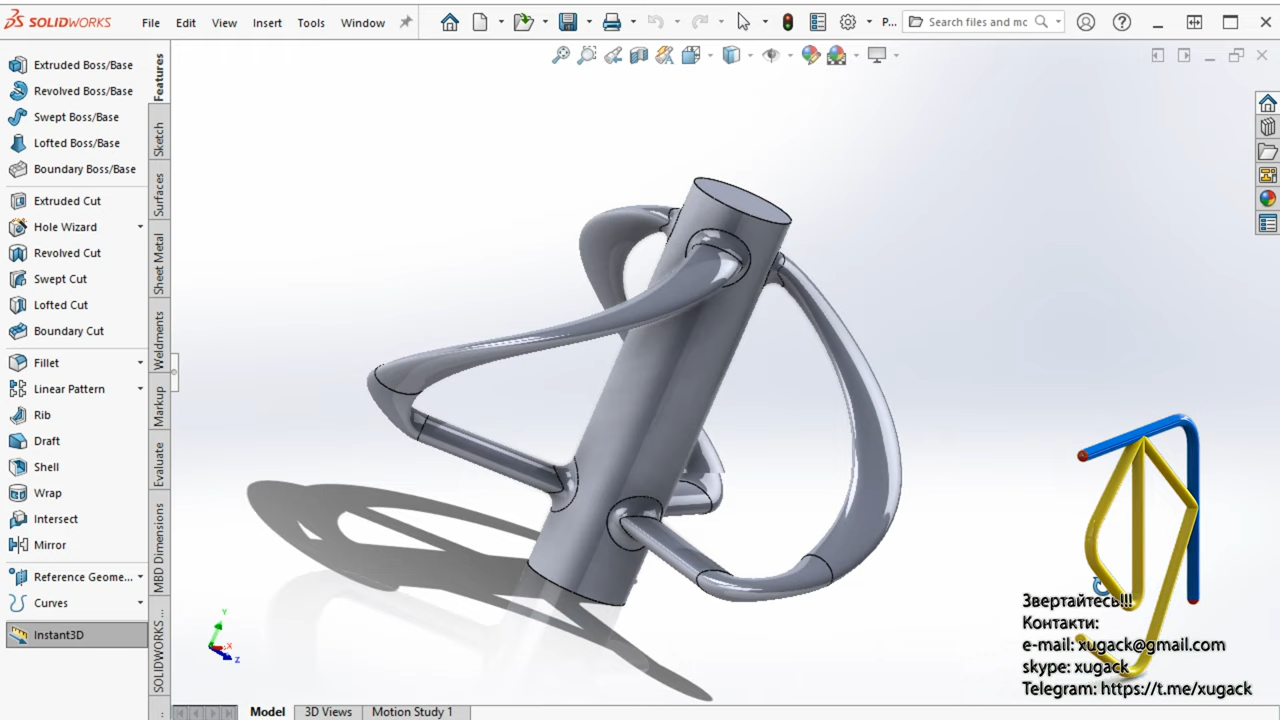 SOLIDWORKS
File
Edit
View
Insert
Tools
Window
P...
Search files and mc
Extruded Boss/Base
Revolved Boss/Base
Swept Boss/Base
Lofted Boss/Base
Boundary Boss/Base
Extruded Cut
Hole Wizard
Revolved Cut
Swept Cut
Lofted Cut
Boundary Cut
Fillet
Linear Pattern
Rib
Draft
Shell
Wrap
Intersect
Mirror
Reference Geome...
Curves
Instant3D
Features
Sketch
Surfaces
Sheet Metal
Weldments
Markup
Evaluate
MBD Dimensions
SOLIDWORKS ...
Y
X
Z
Звертайтесь!!!
Контакти:
e-mail: xugack@gmail.com
skype: xugack
Telegram: https://t.me/xugack
Model
3D Views
Motion Study 1